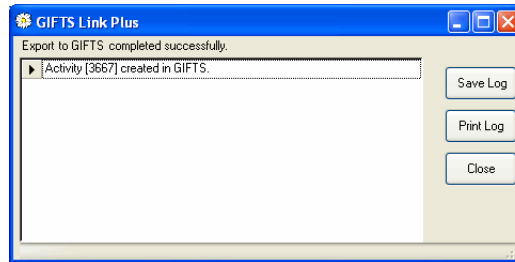 GIFTS Link Plus
Export to GIFTS completed successfully.
Activity [3667] created in GIFTS.
Save Log
Print Log
Close